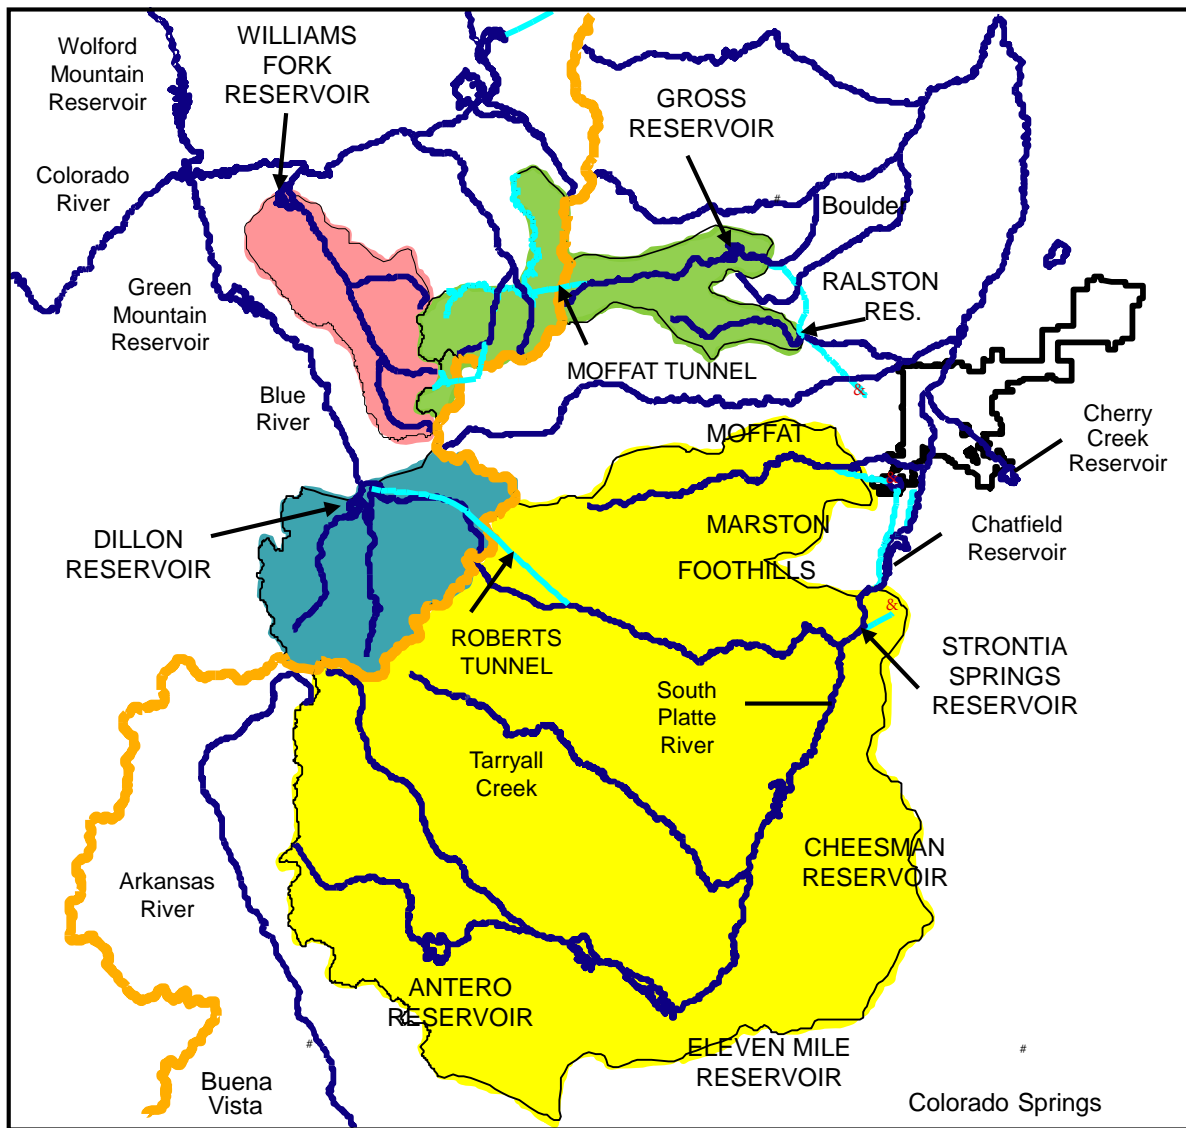 Wolford
Mountain
Reservoir
WILLIAMS
FORK
RESERVOIR
GROSS
RESERVOIR
Colorado
River
#
Boulder
Green
Mountain
Reservoir
RALSTON
RES.
MOFFAT TUNNEL
Blue
River
&
MOFFAT
Cherry
Creek
Reservoir
&
DILLON
RESERVOIR
MARSTON
Chatfield
Reservoir
FOOTHILLS
&
ROBERTS
TUNNEL
STRONTIA
SPRINGS
RESERVOIR
South
Platte
River
Tarryall
Creek
CHEESMAN
RESERVOIR
Arkansas
River
ANTERO
RESERVOIR
#
ELEVEN MILE
RESERVOIR
#
Buena
Vista
Colorado Springs